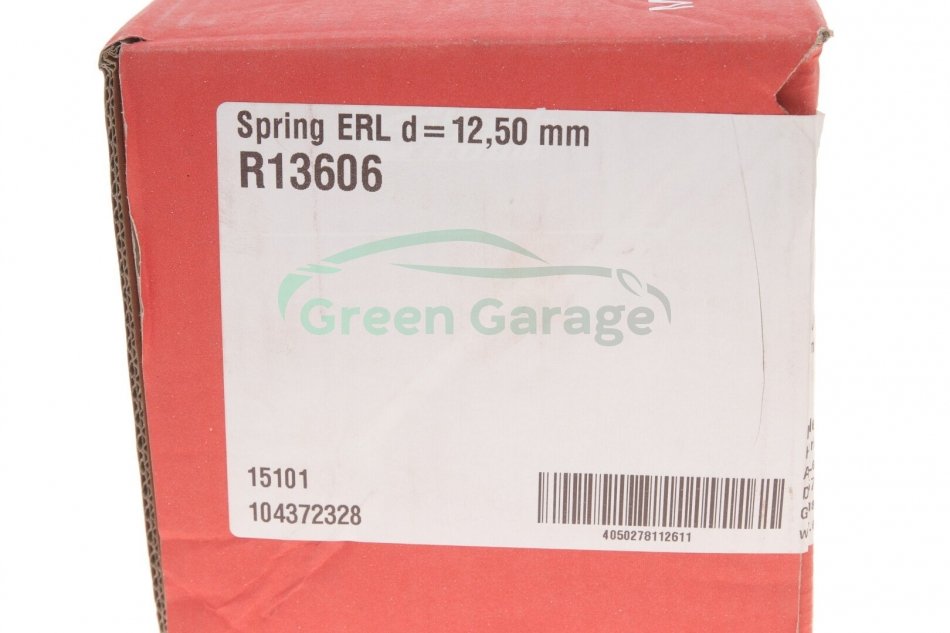 Spring ERL d=12,50 mm
R13606
Green Garage
15101
104372328
4050278112611